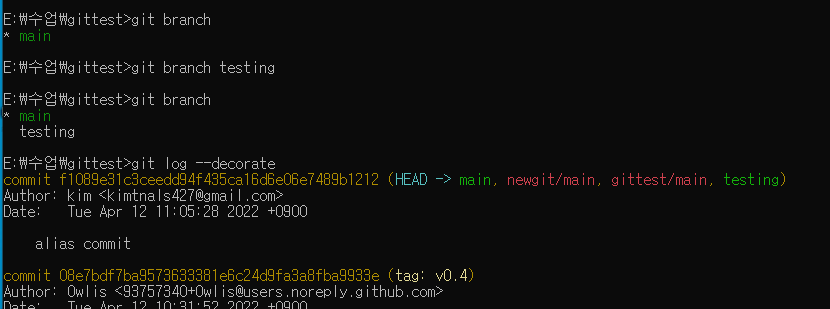 E:₩수업₩gittest>git branch
* main
E:₩수업₩gittest>git branch testing
E:₩수업₩gittest>git branch
* main
testing
E:₩수업₩gittest>git log --decorate
commit f1089e31c3ceedd94f435ca16d6e06e7489b1212 (HEAD -> main, newgit/main, gittest/main, testing)
Author: kim <kimtnals427@gmail.com>
Date:   Tue Apr 12 11:05:28 2022 +0900
alias commit
commit 08e7bdf7ba9573633381e6c24d9fa3a8fba9933e (tag: v0.4)
Author: Owlis <93757340+Owlis@users.noreply.github.com>
Date:   Tue Apr 12 10:31:52 2022 +0900